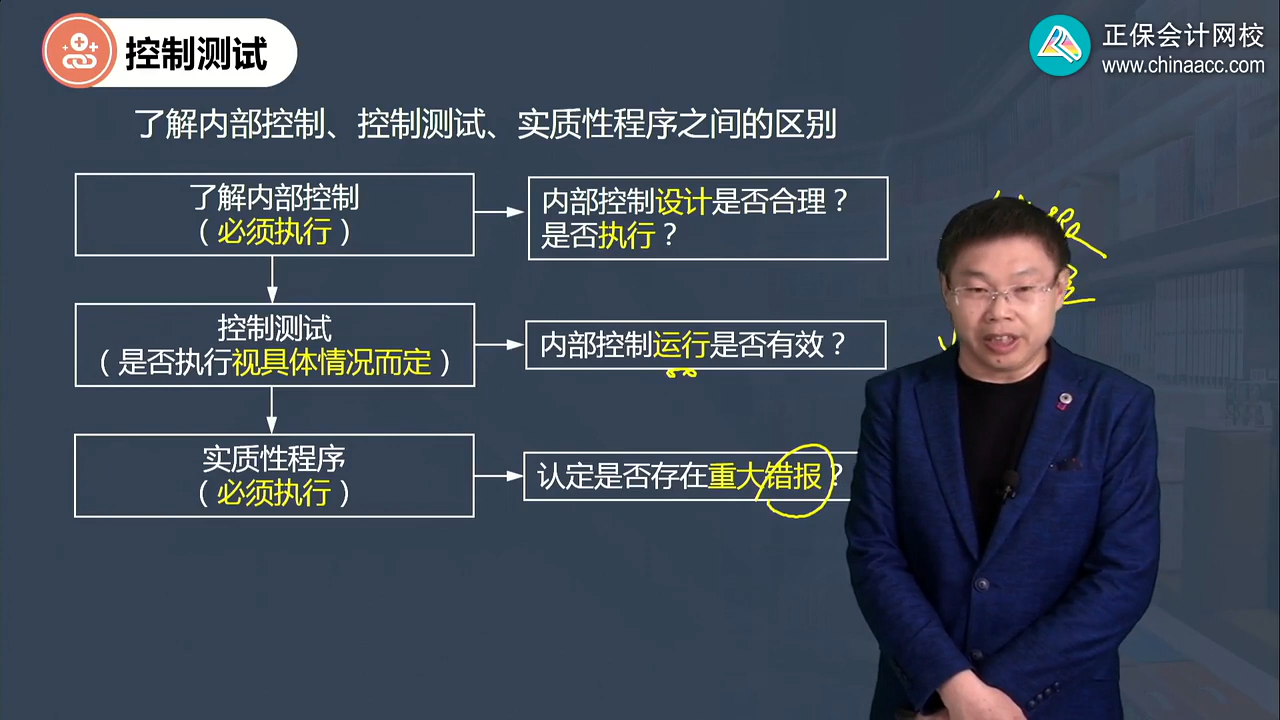 控制测试
正保会计网校
www.chinaacc.com
了解内部控制、控制测试、实质性程序之间的区别
了解内部控制
（必须执行）
内部控制设计是否合理？
是否执行？
控制测试
（是否执行视具体情况而定）
内部控制运行是否有效？
实质性程序
（必须执行）
认定是否存在重大错报？